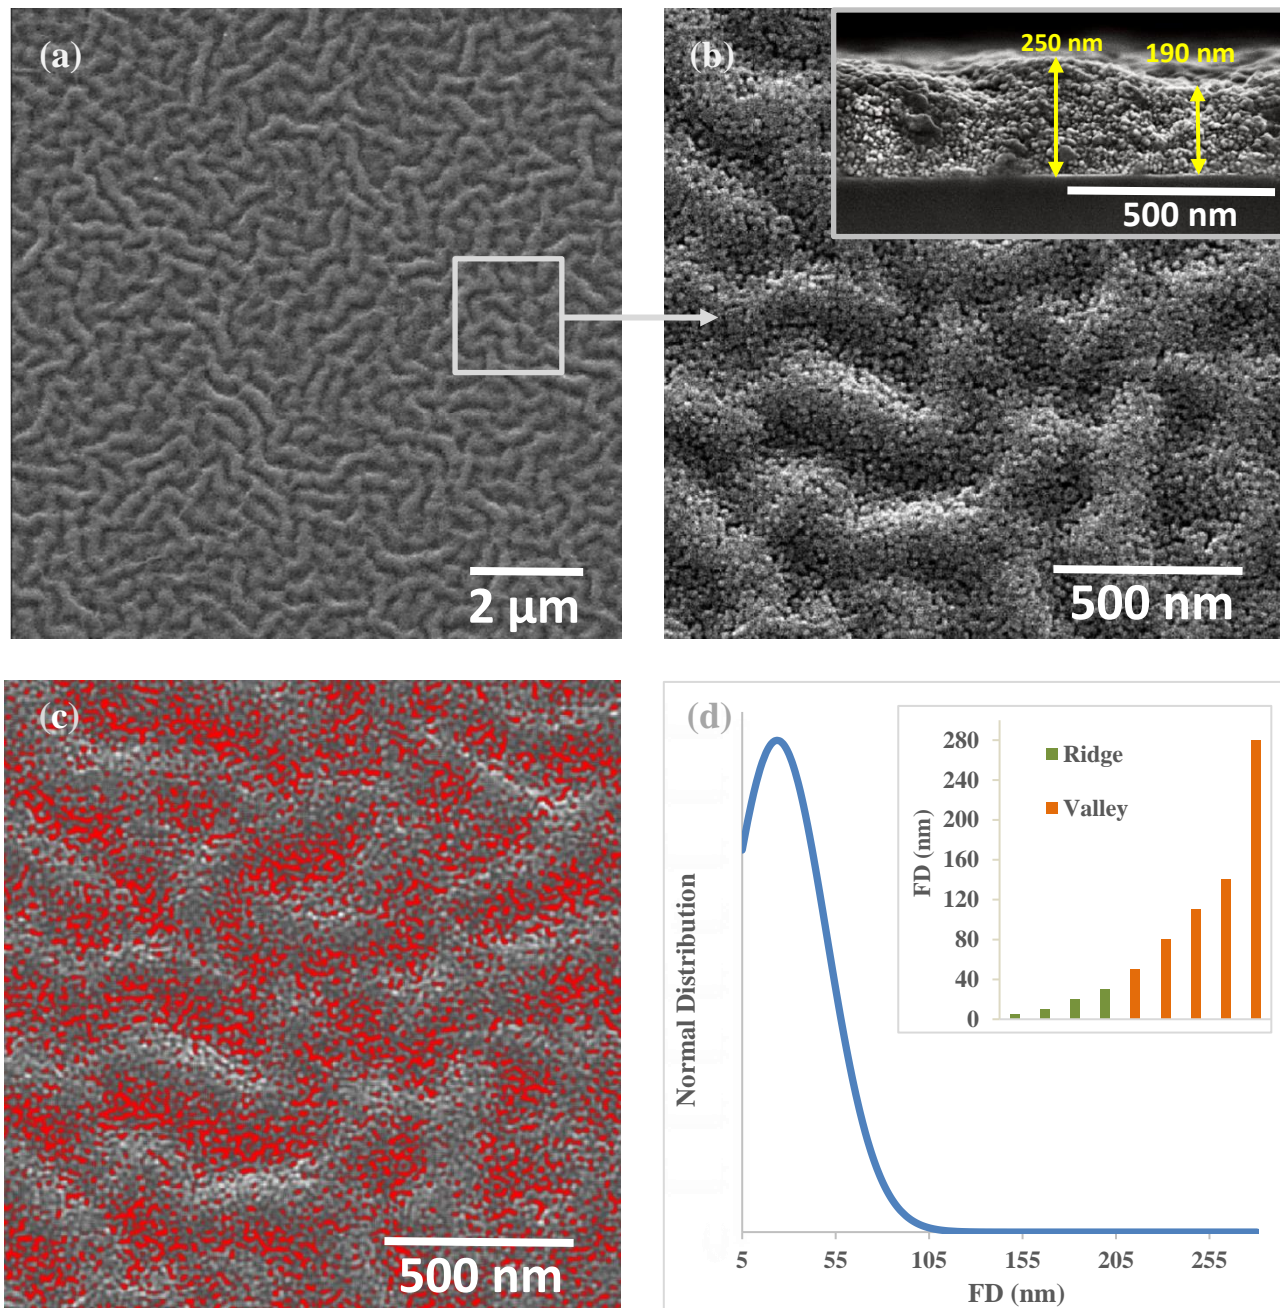 (a)
2 µm
(b)
250 nm
190 nm
500 nm
500 nm
(c)
500 nm
(d)
Normal Distribution
5
55
105
155
205
255
FD (nm)
FD (nm)
280
240
200
160
120
80
40
0
Ridge
Valley